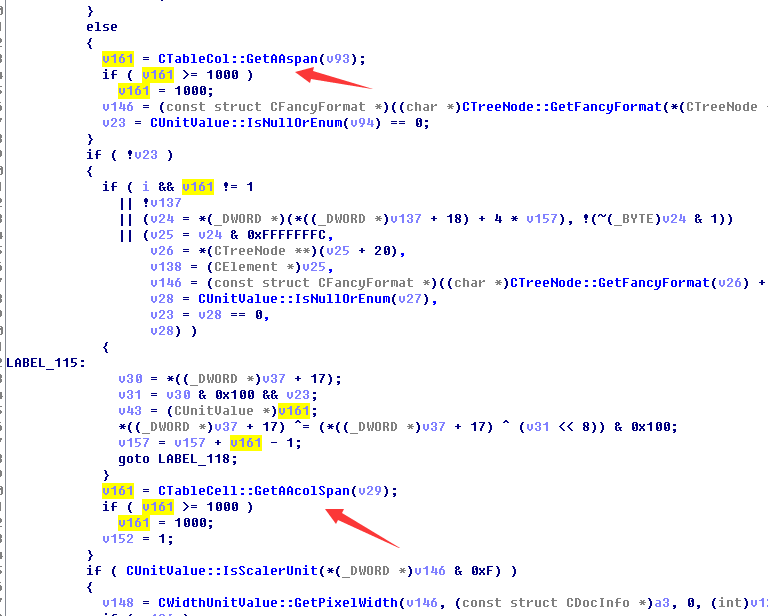 }
else
{
v161 = CTableCol::GetAAspan(v93);
if ( v161 >= 1000 )
v161 = 1000;
v146 = (const struct CFancyFormat *)((char *)CTreeNode::GetFancyFormat(*(CTreeNode
v23 = CUnitValue::IsNullOrEnum(v94) == 0;
}
if ( !v23 )
{
if ( i && v161 != 1
|| !v137
|| (v24 = *(_DWORD *)(*((_DWORD *)v137 + 18) + 4 * v157), !(~(_BYTE)v24 & 1))
|| (v25 = v24 & 0xFFFFFFFC,
v26 = *(CTreeNode **)(v25 + 20),
v138 = (CElement *)v25,
v146 = (const struct CFancyFormat *)((char *)CTreeNode::GetFancyFormat(v26) +
v28 = CUnitValue::IsNullOrEnum(v27),
v23 = v28 == 0,
v28) )
{
LABEL_115:
v30 = *((_DWORD *)v37 + 17);
v31 = v30 & 0x100 && v23;
v43 = (CUnitValue *)v161;
*((_DWORD *)v37 + 17) ^= (*((_DWORD *)v37 + 17) ^ (v31 << 8)) & 0x100;
v157 = v157 + v161 - 1;
goto LABEL_118;
}
v161 = CTableCell::GetAAcolSpan(v29);
if ( v161 >= 1000 )
v161 = 1000;
v152 = 1;
}
if ( CUnitValue::IsScalerUnit(*(_DWORD *)v146 & 0xF) )
{
v148 = CWidthUnitValue::GetPixelWidth(v146, (const struct CDocInfo *)a3, 0, (int)